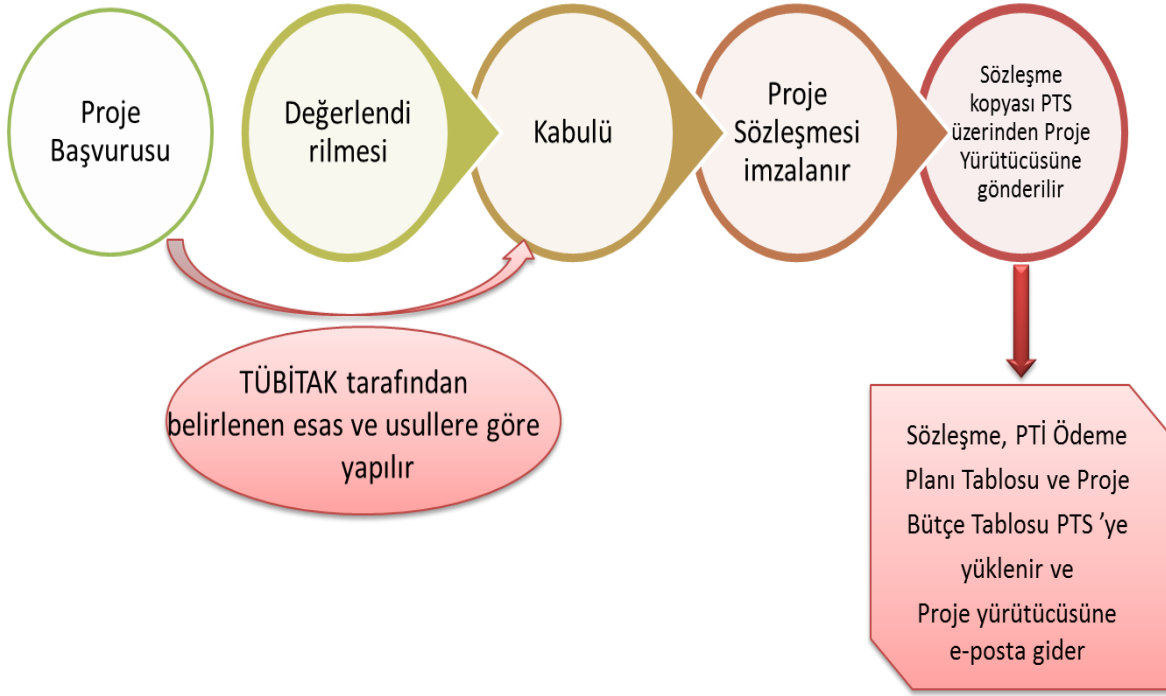 Proje
Başvurusu
Değerlendi
rilmesi
Kabulü
Proje
Sözleşmesi
imzalanır
Sözleşme
kopyası PTS
üzerinden Proje
Yürütücüsüne
gönderilir
TÜBİTAK tarafından
belirlenen esas ve usullere göre
yapılır
Sözleşme, PTİ Ödeme
Planı Tablosu ve Proje
Bütçe Tablosu PTS ’ye
yüklenir ve
Proje yürütücüsüne
e-posta gider